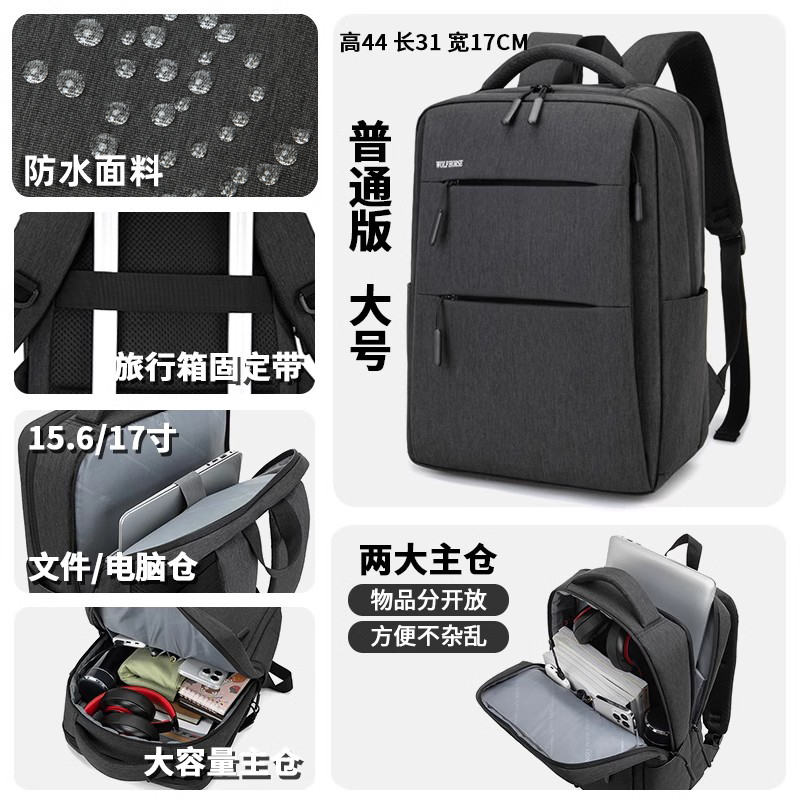 防水面料
旅行箱固定带
15.6/17寸
文件/电脑仓
大容量主仓
高44 长31 宽17CM
普通版 大号
WOLF HORSE
两大主仓
物品分开放
方便不杂乱